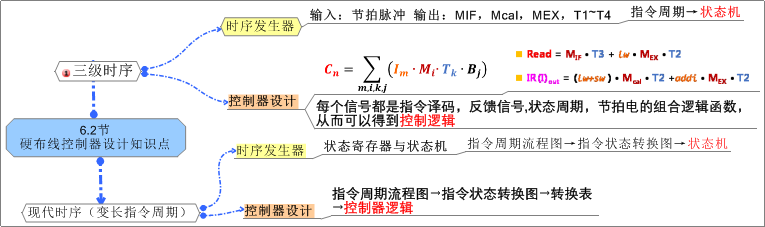 时序发生器
输入：节拍脉冲 输出：MIF，Mcal，MEX，T1~T4
指令周期→状态机
1 三级时序
Cn = ∑m,i,k,j (Im · Mi · Tk · Bj)
Read = MIF • T3 + lw • MEX • T2
IR(I)out = (lw+sw) • Mcal • T2 +addi • MEX • T2
控制器设计
每个信号都是指令译码，反馈信号,状态周期，节拍电的组合逻辑函数，
从而可以得到控制逻辑
6.2节
硬布线控制器设计知识点
时序发生器
状态寄存器与状态机
指令周期流程图→指令状态转换图→状态机
现代时序（变长指令周期）
控制器设计
指令周期流程图→指令状态转换图→转换表
→控制器逻辑